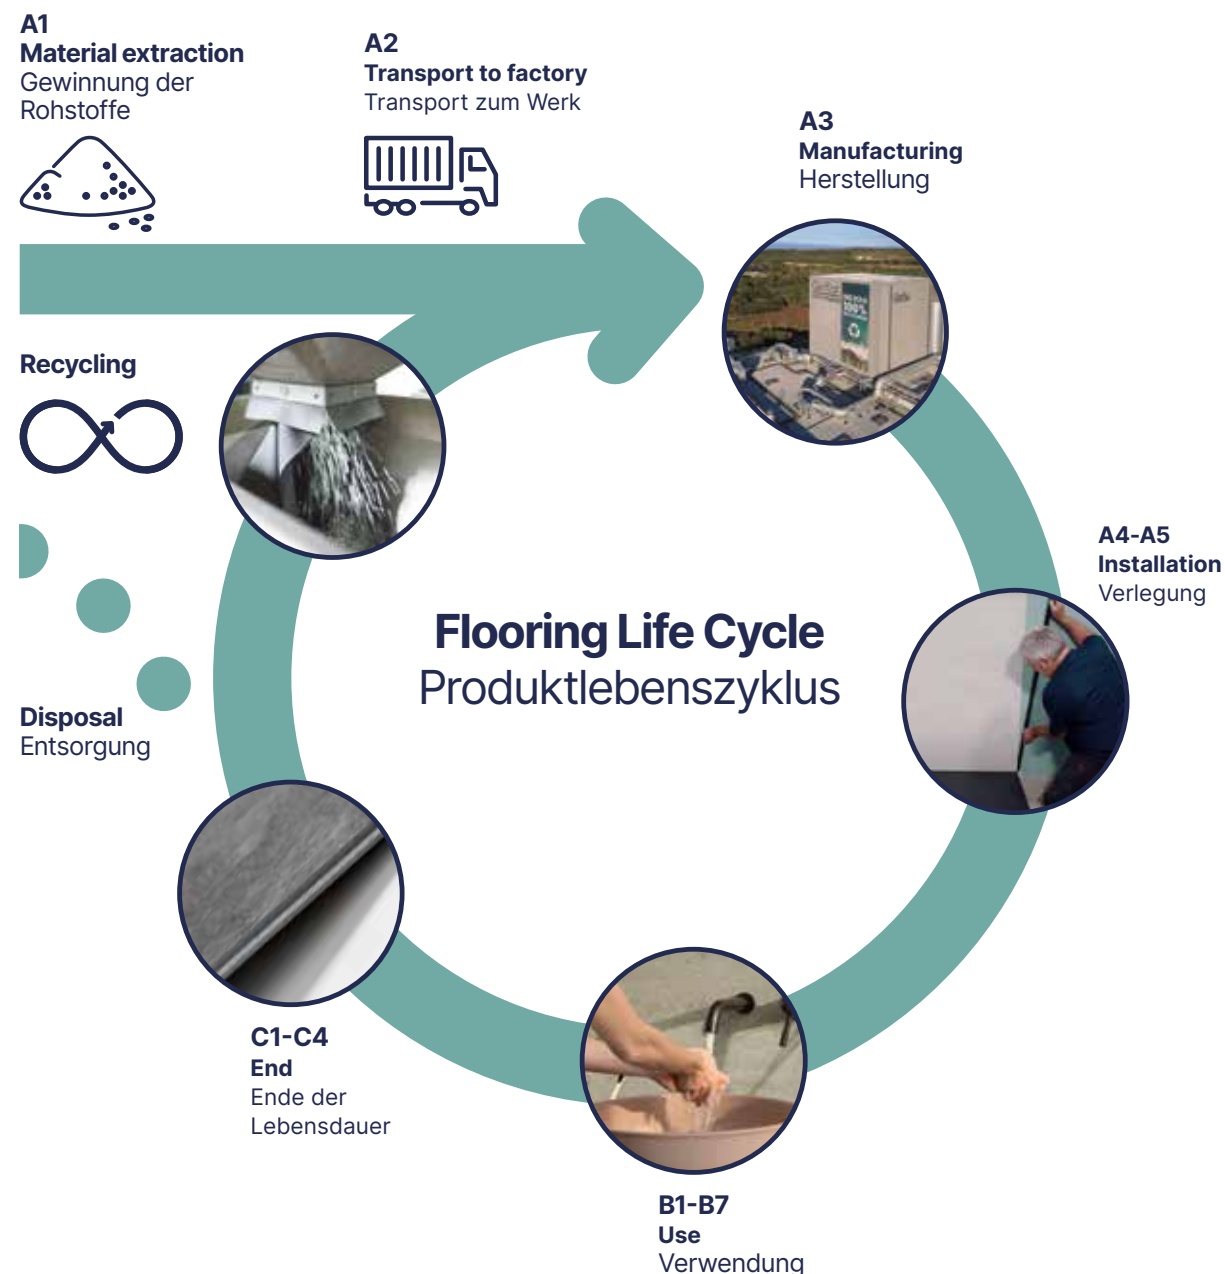 A1
Material extraction
Gewinnung der
Rohstoffe
A2
Transport to factory
Transport zum Werk
A3
Manufacturing
Herstellung
100%
Recycling
A4-A5
Installation
Verlegung
Flooring Life Cycle
Produktlebenszyklus
Disposal
Entsorgung
C1-C4
End
Ende der
Lebensdauer
B1-B7
Use
Verwendung